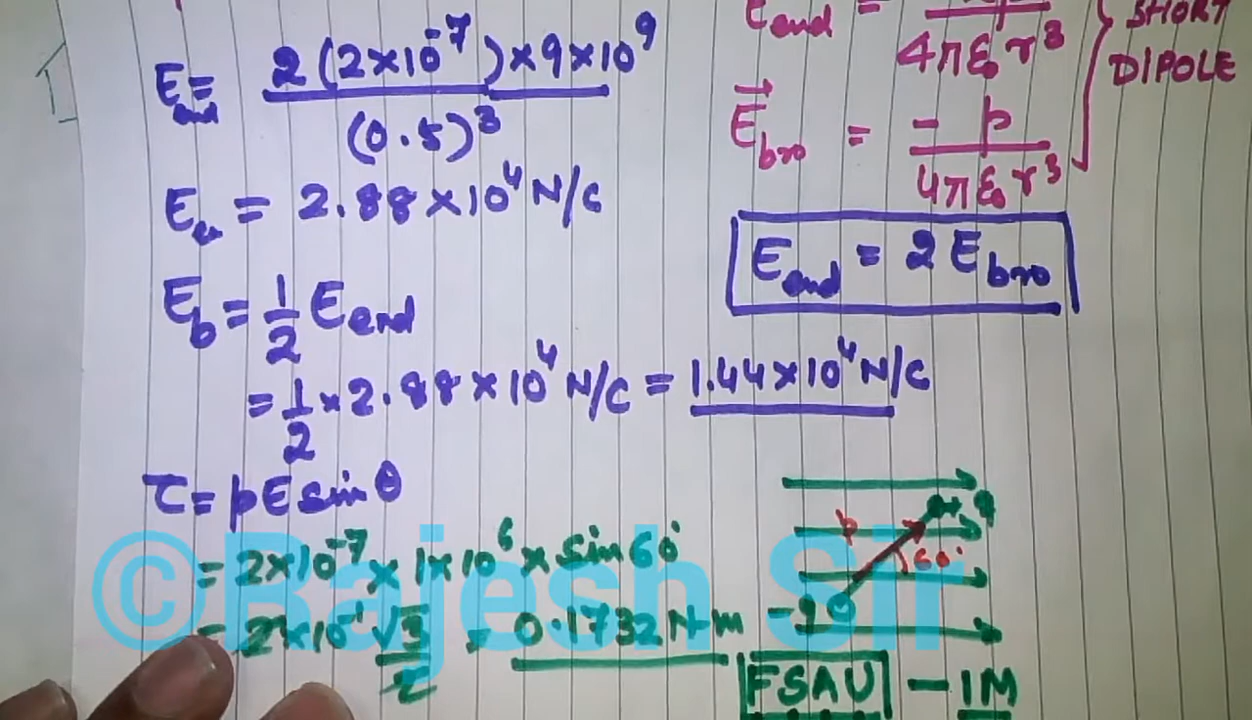 E_end = 2(2×10⁻⁷)×9×10⁹ / (0.5)³
E = 2.88×10⁴ N/C
E_b = 1/2 E_end
= 1/2 × 2.88 × 10⁴ N/C = 1.44×10⁴ N/C
τ = pE sin θ
= 2×10⁻⁷ × 1×10⁶ × sin 60°
= 2×10⁻¹ √3/2 = 0.1732 N-m
E_end = 4πε₀r³
SHORT
DIPOLE
E⃗_bro = -p / 4πε₀r³
E_end = 2 E_bro
p
60°
-q
+q
FSAU - 1M
©Rajesh Sir